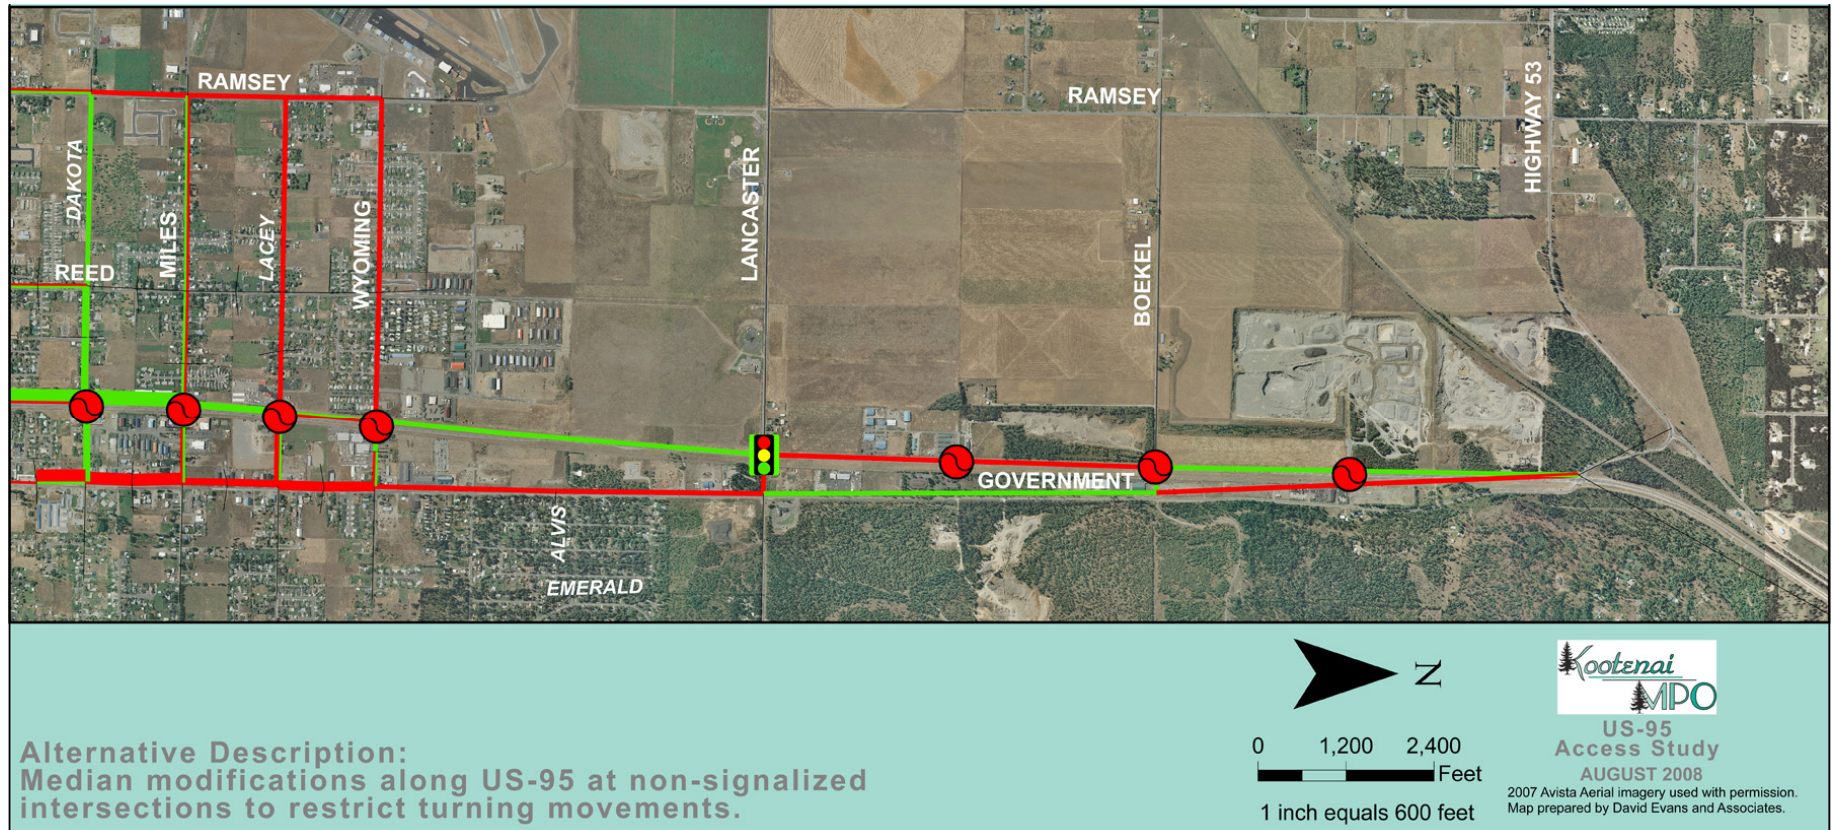 RAMSEY
RAMSEY
HIGHWAY 53
DAKOTA
MILES
LACEY
WYOMING
LANCASTER
BOEKEL
REED
GOVERNMENT
ALVIS
EMERALD
N
Kootenai
MPO
US-95
Access Study
AUGUST 2008
2007 Avista Aerial imagery used with permission.
Map prepared by David Evans and Associates.
0 1,200 2,400
Feet
1 inch equals 600 feet
Alternative Description:
Median modifications along US-95 at non-signalized
intersections to restrict turning movements.